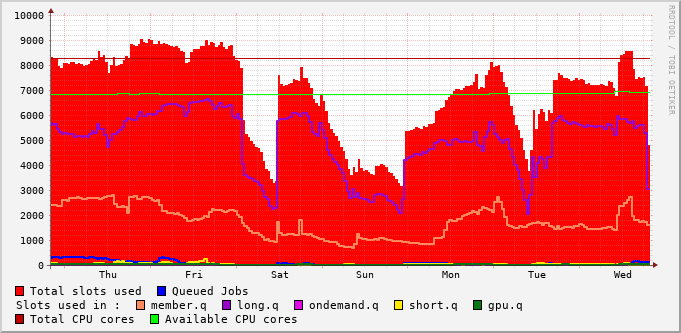 10000
9000
8000
7000
6000
5000
4000
3000
2000
1000
0
Thu Fri Sat Sun Mon Tue Wed
RRDTOOL / TOBI OETIKER
Total slots used Queued Jobs
Slots used in : member.q long.q ondemand.q short.q gpu.q
Total CPU cores Available CPU cores